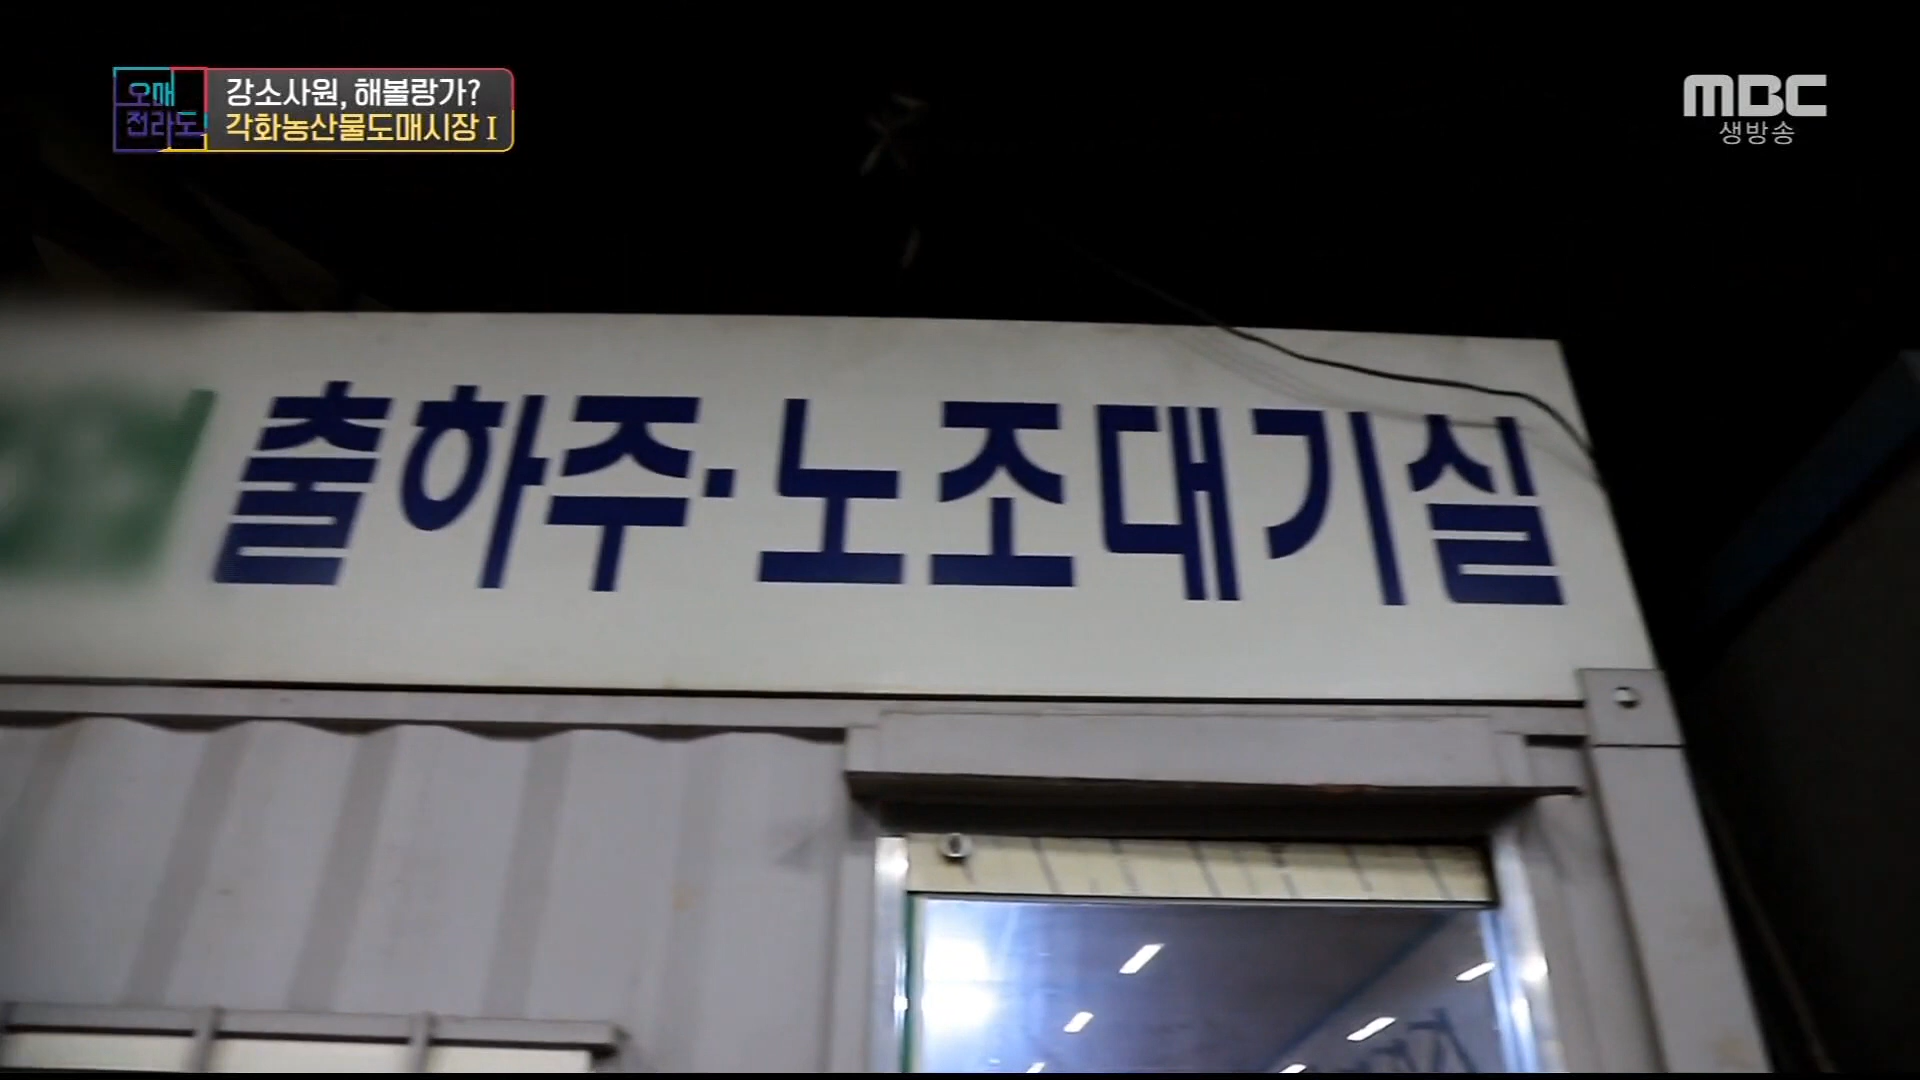 오매
전라도
강소사원, 해볼랑가?
각화농산물도매시장 I
MBC
생방송
출하주·노조대기실